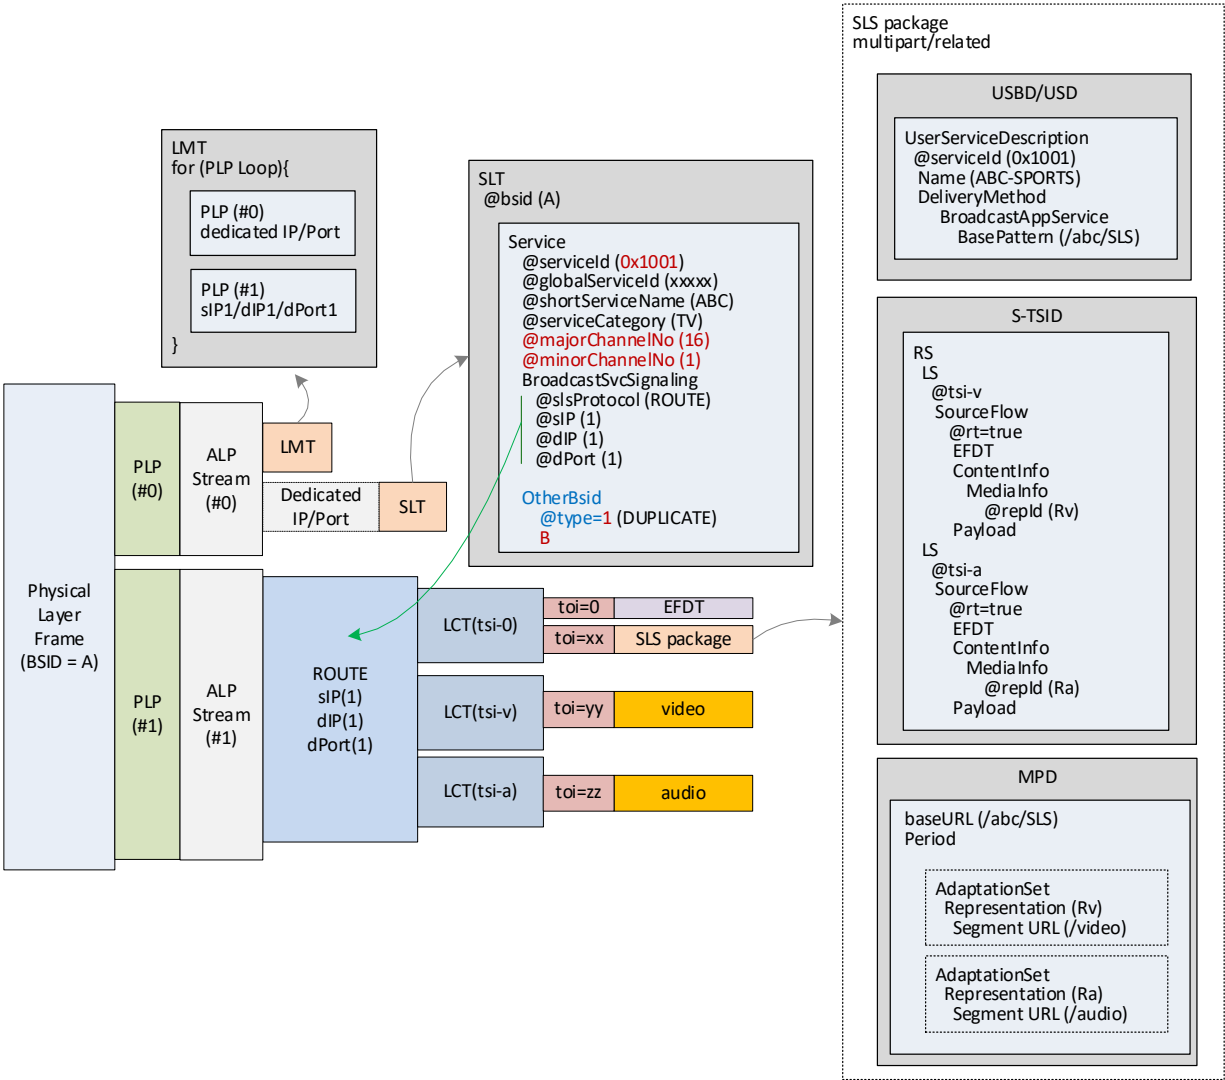 SLS package
multipart/related
USBD/USD
UserServiceDescription
@serviceId (0x1001)
Name (ABC-SPORTS)
DeliveryMethod
BroadcastAppService
BasePattern (/abc/SLS)
S-TSID
RS
LS
@tsi-v
SourceFlow
@rt=true
EFDT
ContentInfo
MediaInfo
@repId (Rv)
Payload
LS
@tsi-a
SourceFlow
@rt=true
EFDT
ContentInfo
MediaInfo
@repId (Ra)
Payload
MPD
baseURL (/abc/SLS)
Period
AdaptationSet
Representation (Rv)
Segment URL (/video)
AdaptationSet
Representation (Ra)
Segment URL (/audio)
LMT
for (PLP Loop){
PLP (#0)
dedicated IP/Port
PLP (#1)
sIP1/dIP1/dPort1
}
SLT
@bsid (A)
Service
@serviceId (0x1001)
@globalServiceId (xxxxx)
@shortServiceName (ABC)
@serviceCategory (TV)
@majorChannelNo (16)
@minorChannelNo (1)
BroadcastSvcSignaling
@slsProtocol (ROUTE)
@sIP (1)
@dIP (1)
@dPort (1)
OtherBsid
@type=1 (DUPLICATE)
B
Physical
Layer
Frame
(BSID = A)
PLP
(#0)
ALP
Stream
(#0)
LMT
Dedicated
IP/Port
SLT
PLP
(#1)
ALP
Stream
(#1)
ROUTE
sIP(1)
dIP(1)
dPort(1)
LCT(tsi-0)
toi=0
EFDT
toi=xx
SLS package
LCT(tsi-v)
toi=yy
video
LCT(tsi-a)
toi=zz
audio